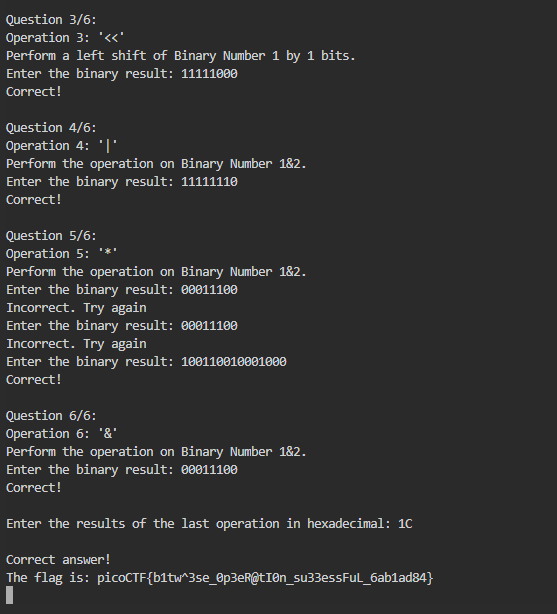 Question 3/6:
Operation 3: '<<'
Perform a left shift of Binary Number 1 by 1 bits.
Enter the binary result: 11111000
Correct!
Question 4/6:
Operation 4: '|'
Perform the operation on Binary Number 1&2.
Enter the binary result: 11111110
Correct!
Question 5/6:
Operation 5: '*'
Perform the operation on Binary Number 1&2.
Enter the binary result: 00011100
Incorrect. Try again
Enter the binary result: 00011100
Incorrect. Try again
Enter the binary result: 100110010001000
Correct!
Question 6/6:
Operation 6: '&'
Perform the operation on Binary Number 1&2.
Enter the binary result: 00011100
Correct!
Enter the results of the last operation in hexadecimal: 1C
Correct answer!
The flag is: picoCTF{b1tw^3se_0p3eR@tI0n_su33essFuL_6ab1ad84}